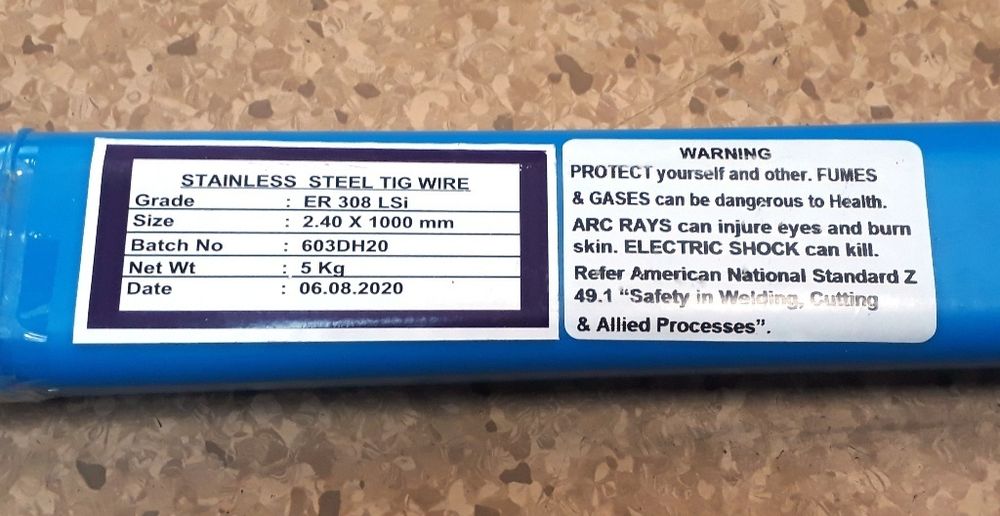 STAINLESS STEEL TIG WIRE
Grade : ER 308 LSi
Size : 2.40 X 1000 mm
Batch No : 603DH20
Net Wt : 5 Kg
Date : 06.08.2020
WARNING
PROTECT yourself and other. FUMES
& GASES can be dangerous to Health.
ARC RAYS can injure eyes and burn
skin. ELECTRIC SHOCK can kill.
Refer American National Standard Z
49.1 “Safety in Welding, Cutting
& Allied Processes”.